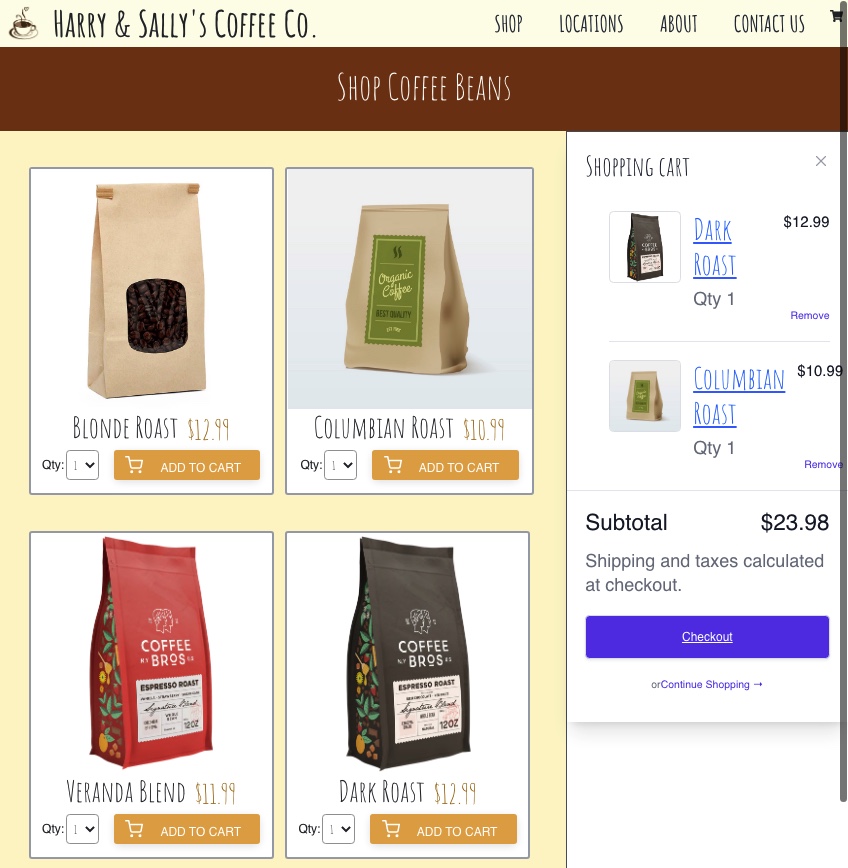 Harry & Sally's Coffee Co.
SHOP
LOCATIONS
ABOUT
CONTACT US
Shop Coffee Beans
Organic
Coffee
BEST QUALITY
Blonde Roast $12.99
Qty: 1
ADD TO CART
Columbian Roast $10.99
Qty: 1
ADD TO CART
COFFEE
BROS
ESPRESSO ROAST
Signature Blend
12OZ
Veranda Blend $11.99
Qty: 1
ADD TO CART
COFFEE
BROS
ESPRESSO ROAST
Signature Blend
12OZ
Dark Roast $12.99
Qty: 1
ADD TO CART
Shopping cart
Dark
Roast
$12.99
Qty 1
Remove
Columbian
Roast
$10.99
Qty 1
Remove
Subtotal $23.98
Shipping and taxes calculated
at checkout.
Checkout
orContinue Shopping →